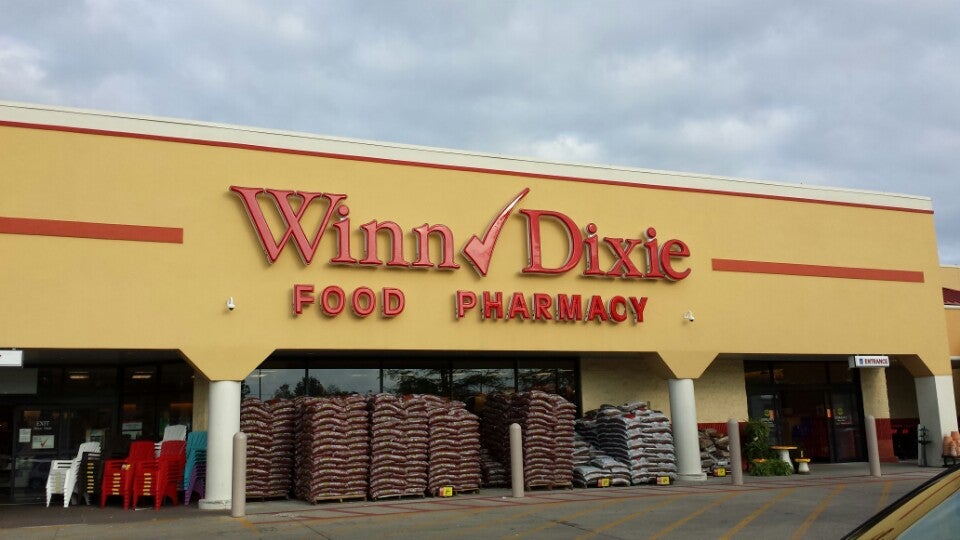 Winn Dixie
FOOD PHARMACY
ENTRANCE
EXIT